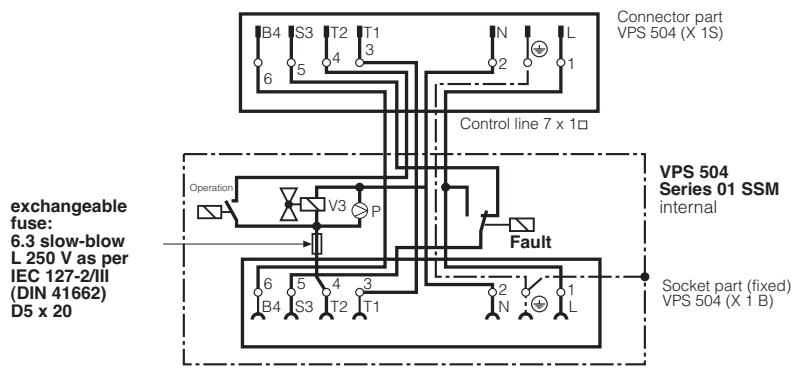 Connector part
VPS 504 (X 1S)
B4 S3 T2 T1 N L
6 5 4 3 2 1
Control line 7 x 1□
VPS 504
Series 01 SSM
internal
Operation
V3
P
Fault
exchangeable
fuse:
6.3 slow-blow
L 250 V as per
IEC 127-2/III
(DIN 41662)
D5 x 20
6 5 4 3 2 1
B4 S3 T2 T1 N L
Socket part (fixed)
VPS 504 (X 1 B)